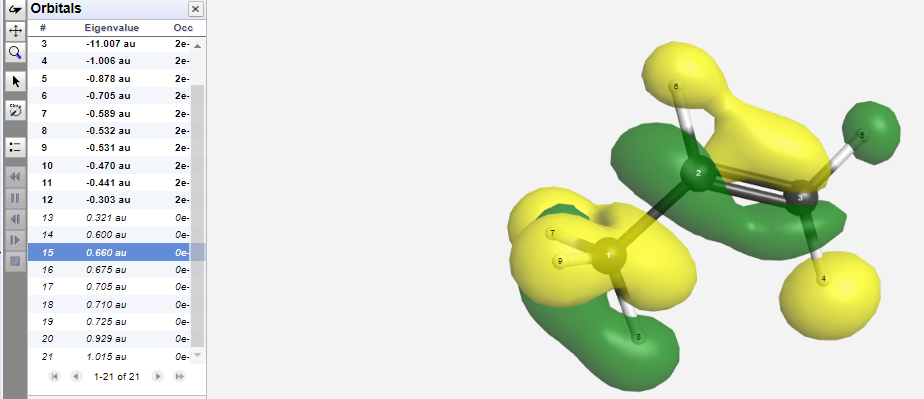 Orbitals
# Eigenvalue Occ
3 -11.007 au 2e-
4 -1.006 au 2e-
5 -0.878 au 2e-
6 -0.705 au 2e-
7 -0.589 au 2e-
8 -0.532 au 2e-
9 -0.531 au 2e-
10 -0.470 au 2e-
11 -0.441 au 2e-
12 -0.303 au 2e-
13 0.321 au 0e-
14 0.600 au 0e-
15 0.660 au 0e-
16 0.675 au 0e-
17 0.705 au 0e-
18 0.710 au 0e-
19 0.725 au 0e-
20 0.929 au 0e-
21 1.015 au 0e-
1-21 of 21
6
5
2
3
7
1
9
4
8